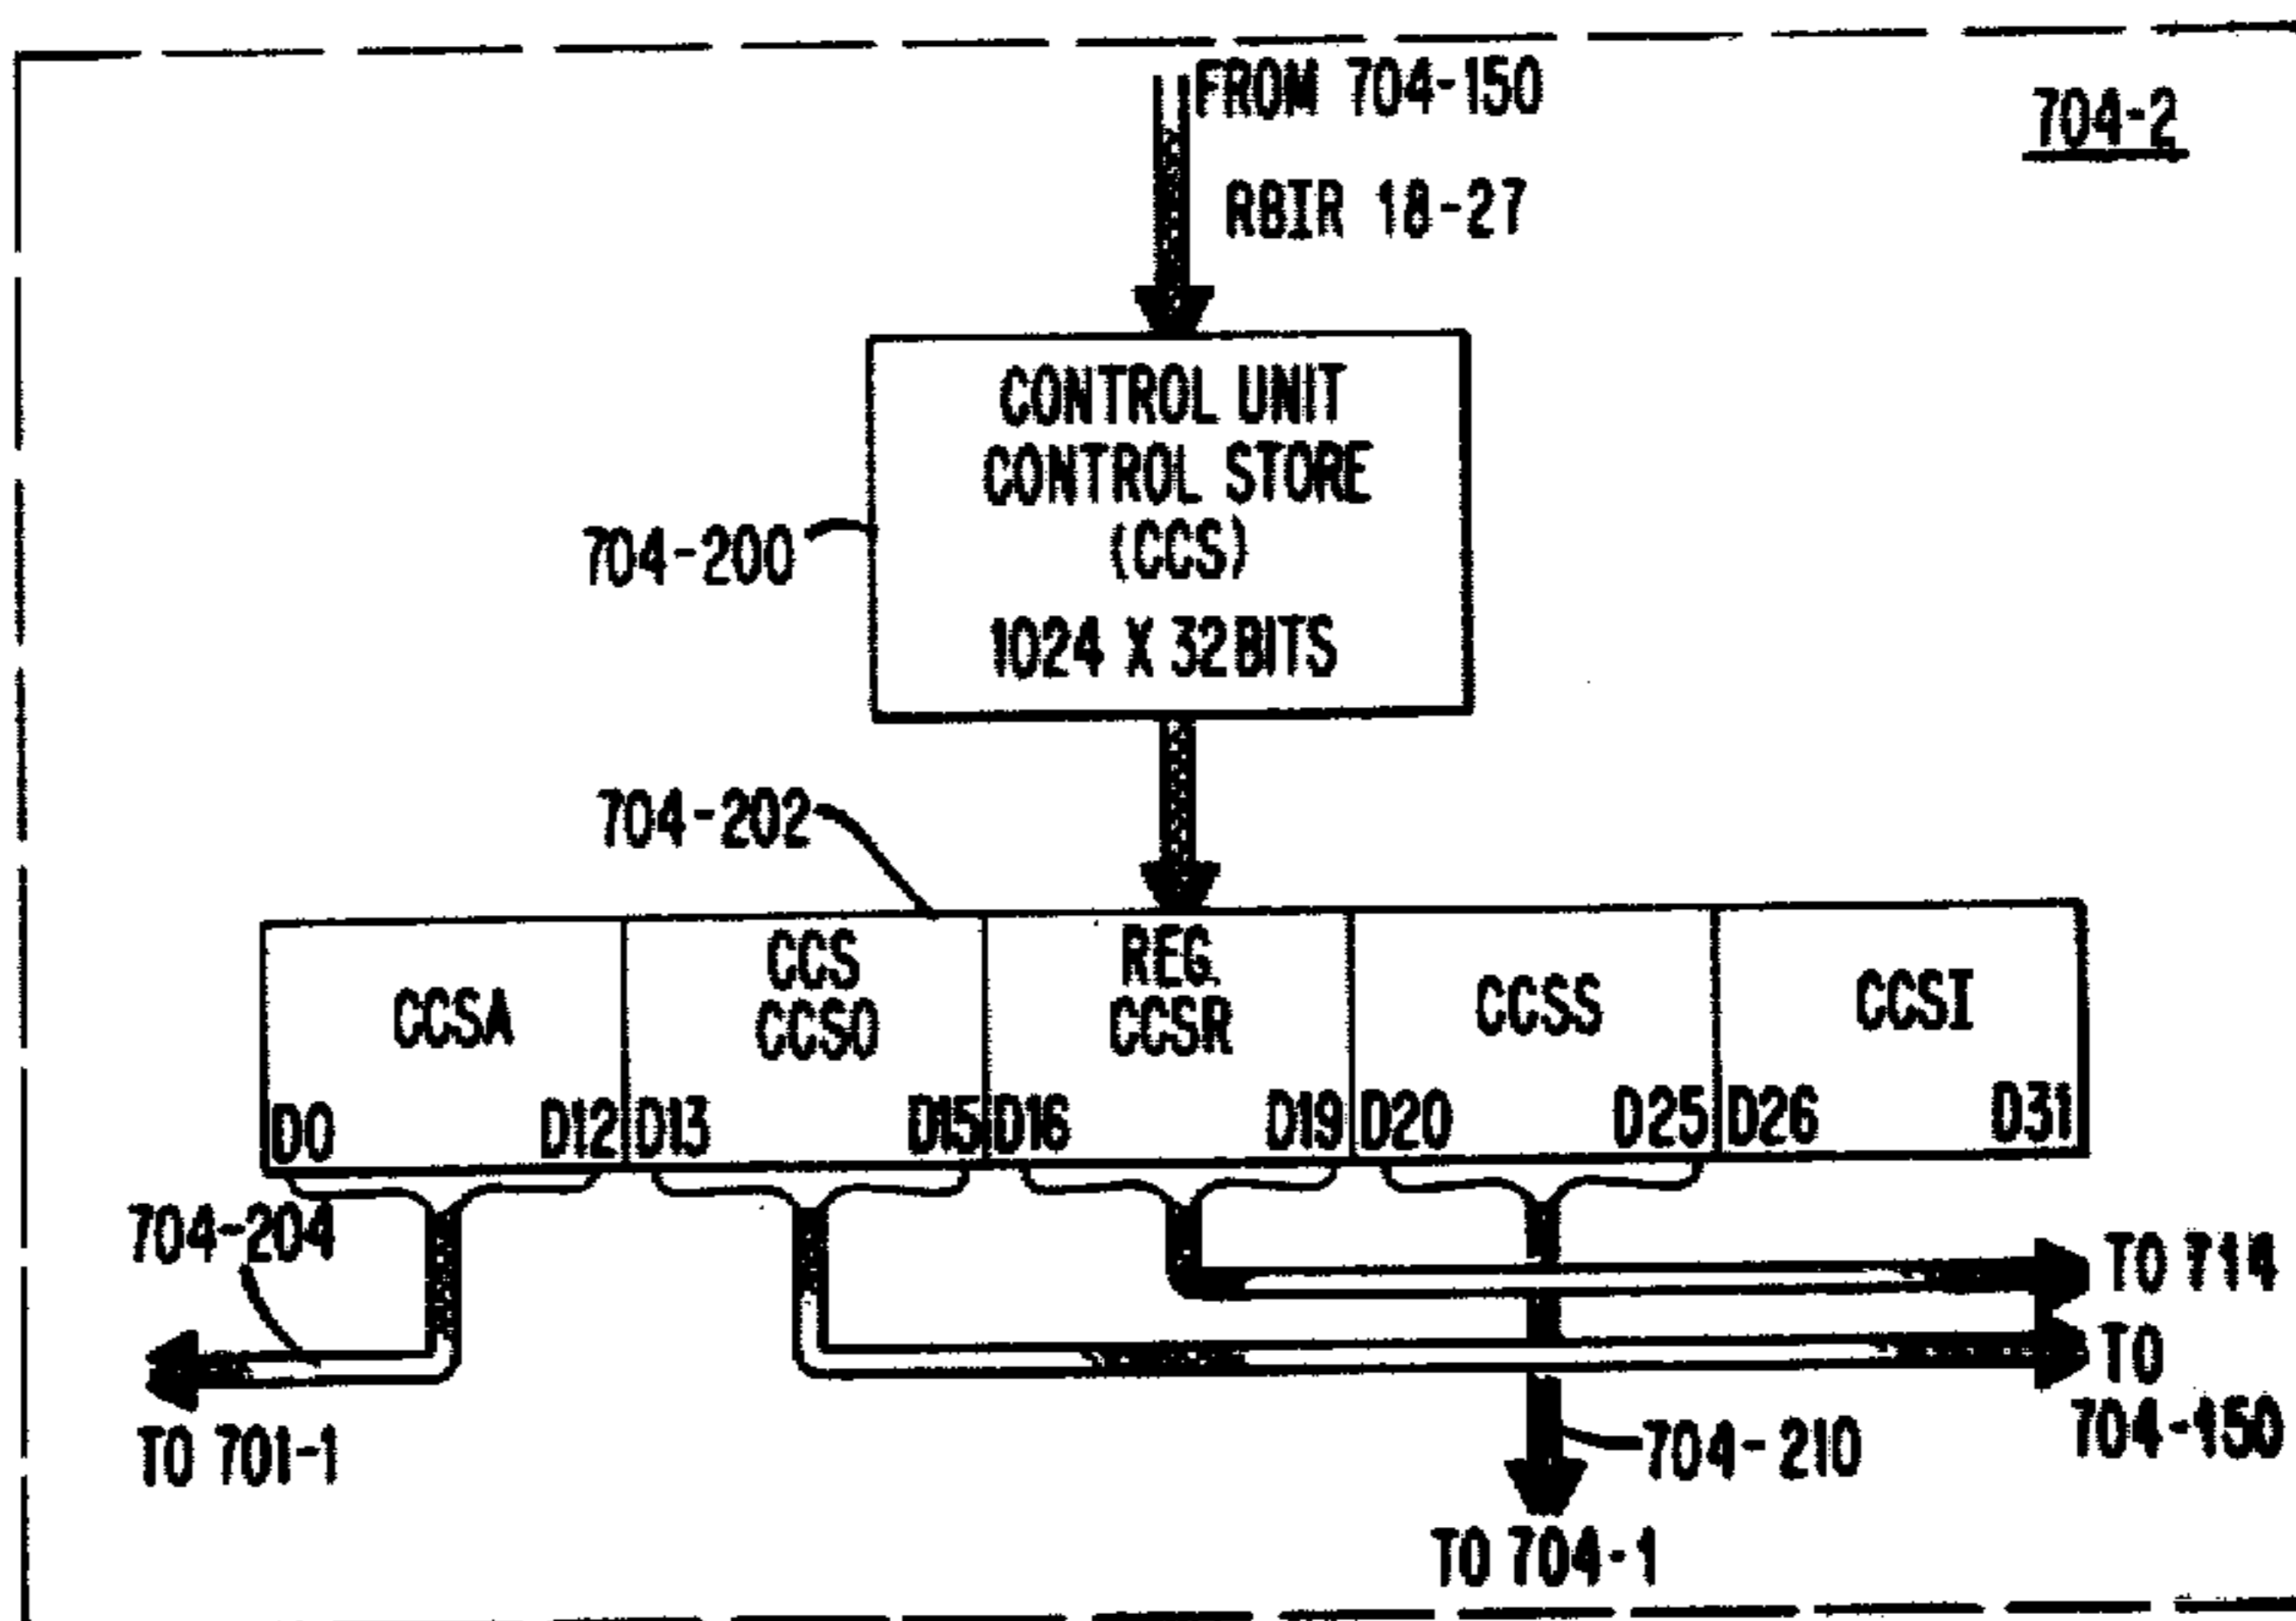 FROM 704-150
704-2
RBIR 18-27
CONTROL UNIT
CONTROL STORE
(CCS)
704-200
1024 X 32 BITS
704-202
CCS
REG.
CCSA
CCSO
CCSR
CCSS
CCSI
D0
D12
D13
D15
D16
D19
D20
D25
D26
D31
704-204
TO 714
TO
704-150
TO 701-1
704-210
TO 704-1